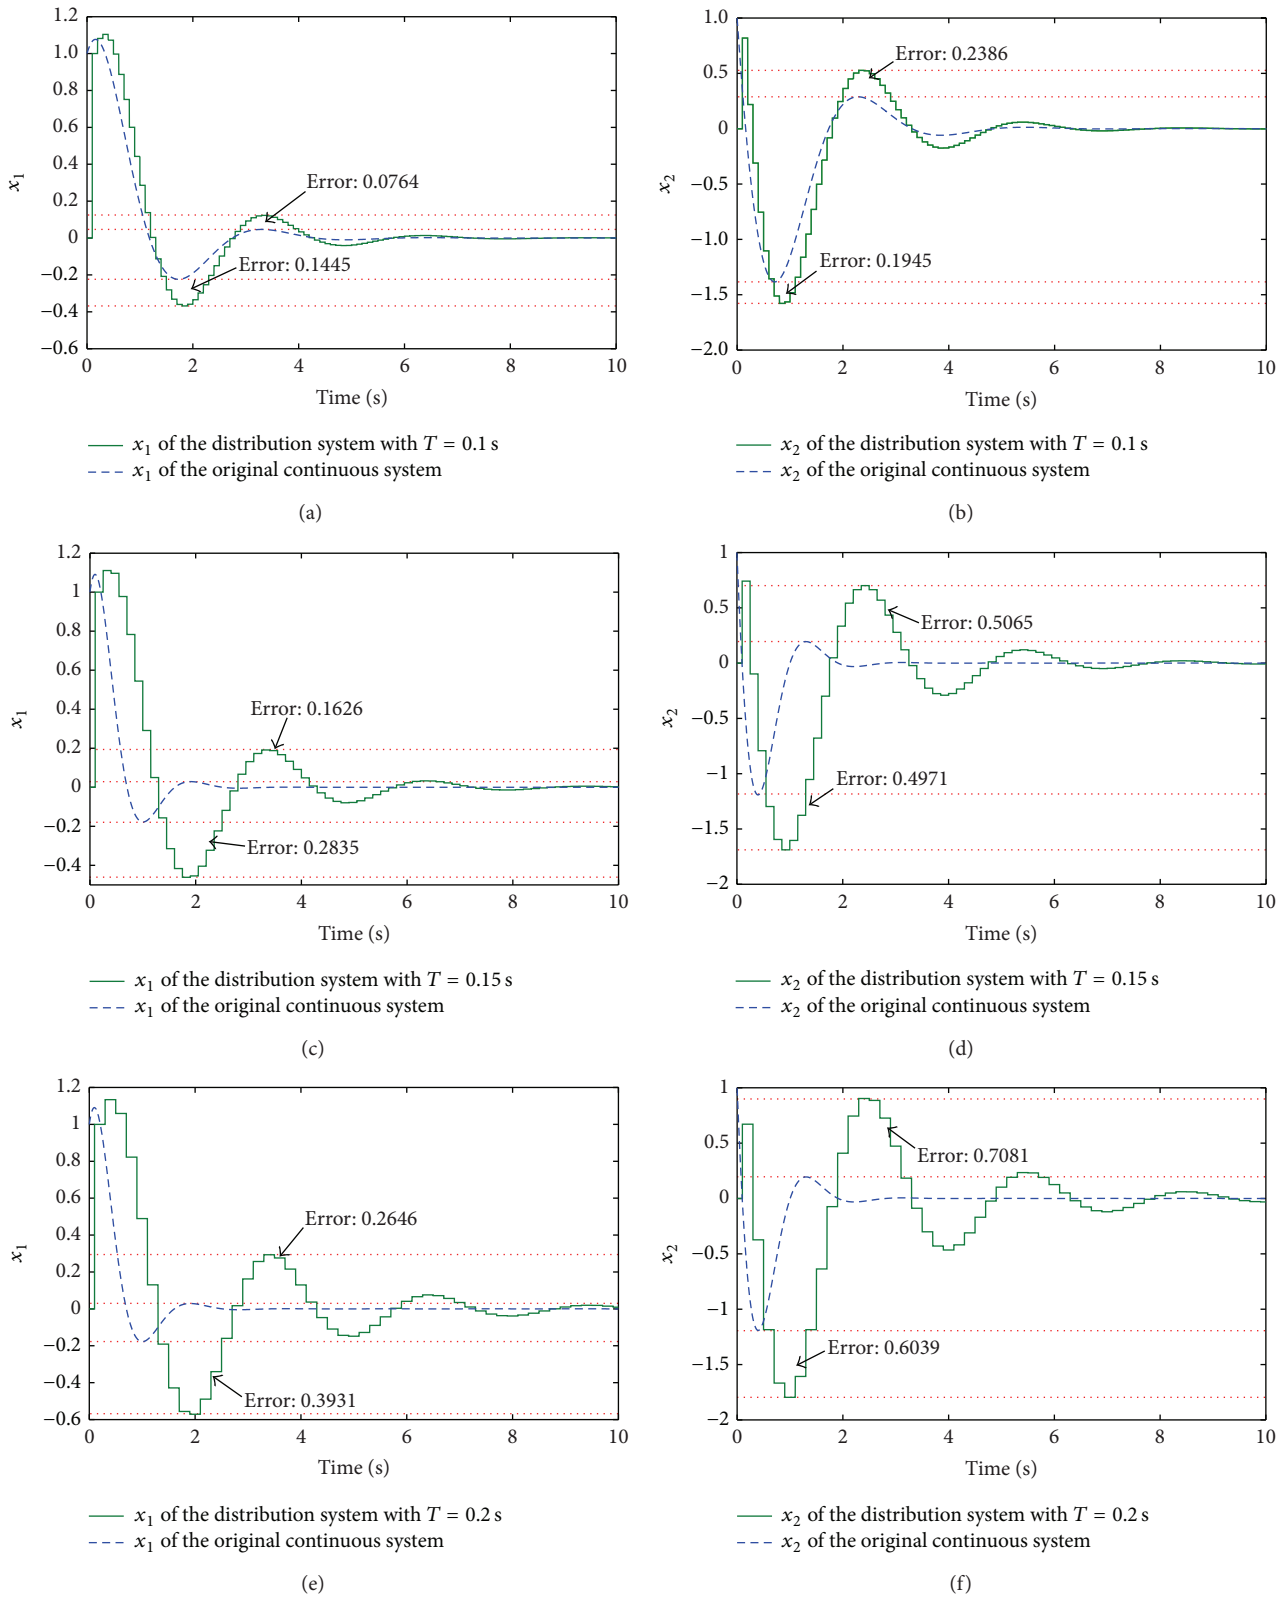 1.2
1.0
0.8
0.6
0.4
0.2
0
−0.2
−0.4
−0.6
x1
Error: 0.0764
Error: 0.1445
0 2 4 6 8 10
Time (s)
x1 of the distribution system with T = 0.1 s
x1 of the original continuous system
(a)
1.0
0.5
0
−0.5
−1.0
−1.5
−2.0
x2
Error: 0.2386
Error: 0.1945
0 2 4 6 8 10
Time (s)
x2 of the distribution system with T = 0.1 s
x2 of the original continuous system
(b)
1.2
1
0.8
0.6
0.4
0.2
0
−0.2
−0.4
x1
Error: 0.1626
Error: 0.2835
0 2 4 6 8 10
Time (s)
x1 of the distribution system with T = 0.15 s
x1 of the original continuous system
(c)
1
0.5
0
−0.5
−1
−1.5
−2
x2
Error: 0.5065
Error: 0.4971
0 2 4 6 8 10
Time (s)
x2 of the distribution system with T = 0.15 s
x2 of the original continuous system
(d)
1.2
1
0.8
0.6
0.4
0.2
0
−0.2
−0.4
−0.6
x1
Error: 0.2646
Error: 0.3931
0 2 4 6 8 10
Time (s)
x1 of the distribution system with T = 0.2 s
x1 of the original continuous system
(e)
1
0.5
0
−0.5
−1
−1.5
−2
x2
Error: 0.7081
Error: 0.6039
0 2 4 6 8 10
Time (s)
x2 of the distribution system with T = 0.2 s
x2 of the original continuous system
(f)